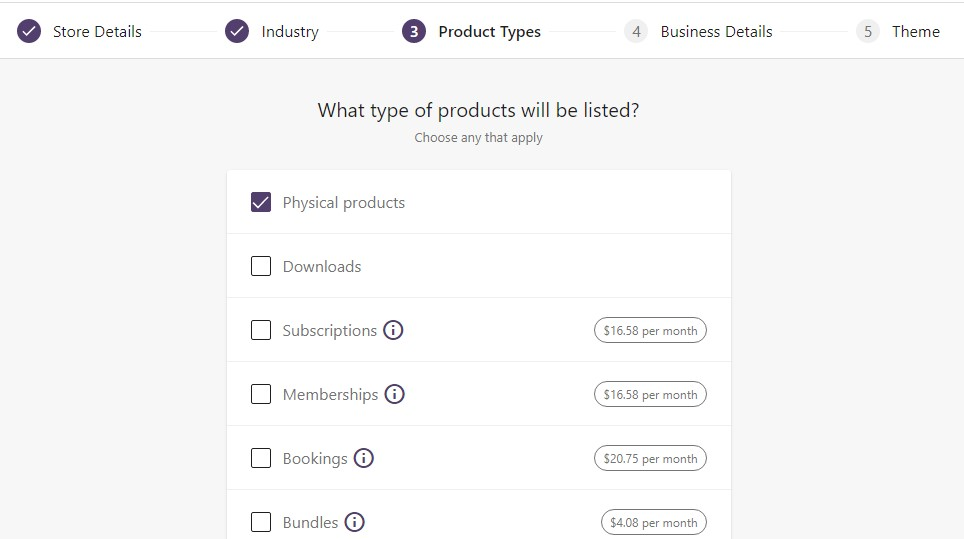 Store Details Industry 3 Product Types 4 Business Details 5 Theme
What type of products will be listed?
Choose any that apply
Physical products
Downloads
Subscriptions $16.58 per month
Memberships $16.58 per month
Bookings $20.75 per month
Bundles $4.08 per month